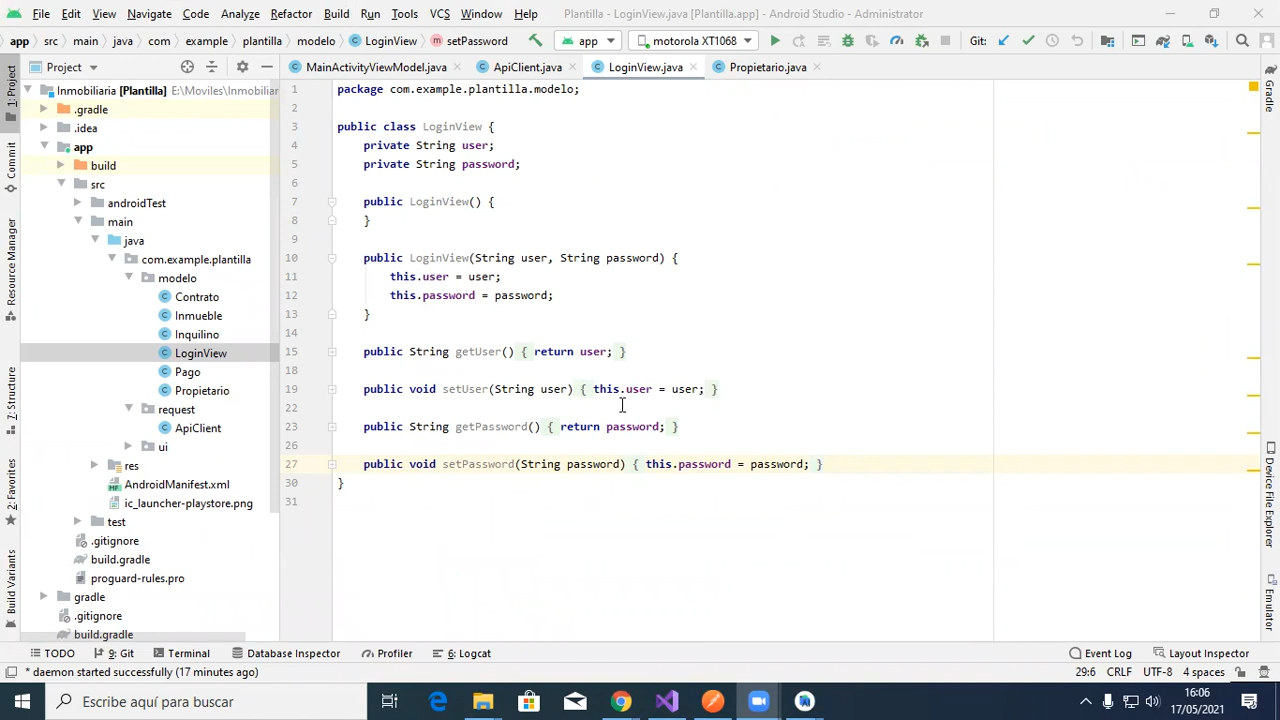 File Edit View Navigate Code Analyze Refactor Build Run Tools VCS Window Help Plantilla - LoginView.java [Plantilla.app] - Android Studio - Administrator
app src main java com example plantilla modelo LoginView setPassword app motorola XT1068 Git:
Project MainActivityViewModel.java ApiClient.java LoginView.java Propietario.java
1: Project
Commit
Resource Manager
Z: Structure
2: Favorites
Build Variants
Inmobiliaria [Plantilla] E:\Moviles\Inmobiliar
.gradle
.idea
app
build
src
androidTest
main
java
com.example.plantilla
modelo
Contrato
Inmueble
Inquilino
LoginView
Pago
Propietario
request
ApiClient
ui
res
AndroidManifest.xml
ic_launcher-playstore.png
test
.gitignore
build.gradle
proguard-rules.pro
gradle
.gitignore
build.gradle
1 package com.example.plantilla.modelo;
2
3 public class LoginView {
4 private String user;
5 private String password;
6
7 public LoginView() {
8 }
9
10 public LoginView(String user, String password) {
11 this.user = user;
12 this.password = password;
13 }
14
15 public String getUser() { return user; }
18
19 public void setUser(String user) { this.user = user; }
22
23 public String getPassword() { return password; }
26
27 public void setPassword(String password) { this.password = password; }
30 }
31
Gradle
Device File Explorer
Emulator
TODO 9: Git Terminal Database Inspector Profiler 6: Logcat Event Log Layout Inspector
* daemon started successfully (17 minutes ago) 29:6 CRLF UTF-8 4 spaces
Escribe aquí para buscar
16:06
17/05/2021